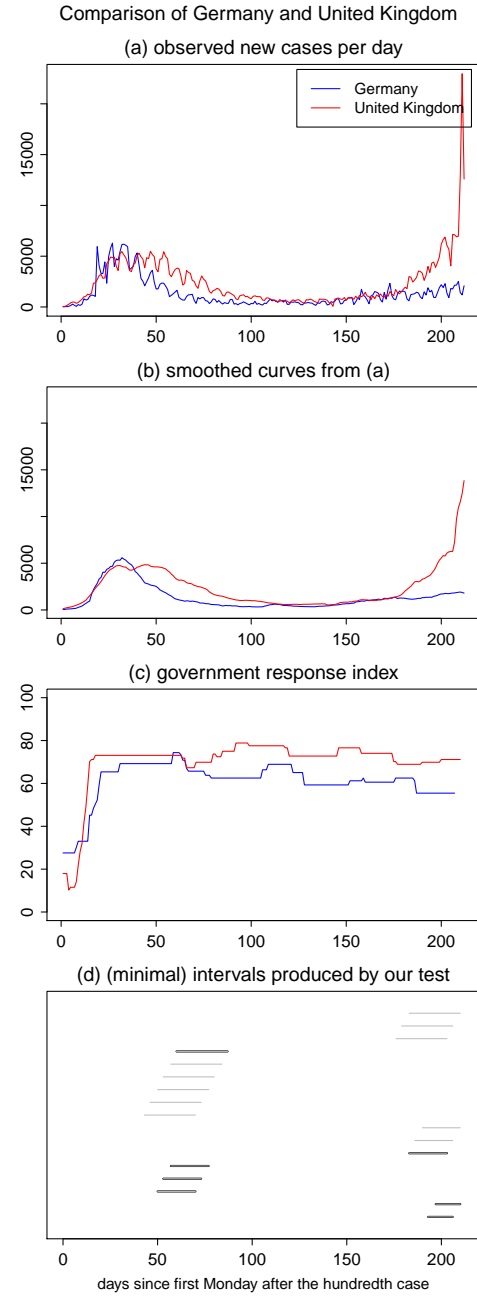 Comparison of Germany and United Kingdom
(a) observed new cases per day
Germany
United Kingdom
0 5000 15000
0 50 100 150 200
(b) smoothed curves from (a)
0 5000 15000
0 50 100 150 200
(c) government response index
0 20 40 60 80 100
0 50 100 150 200
(d) (minimal) intervals produced by our test
0 50 100 150 200
days since first Monday after the hundredth case